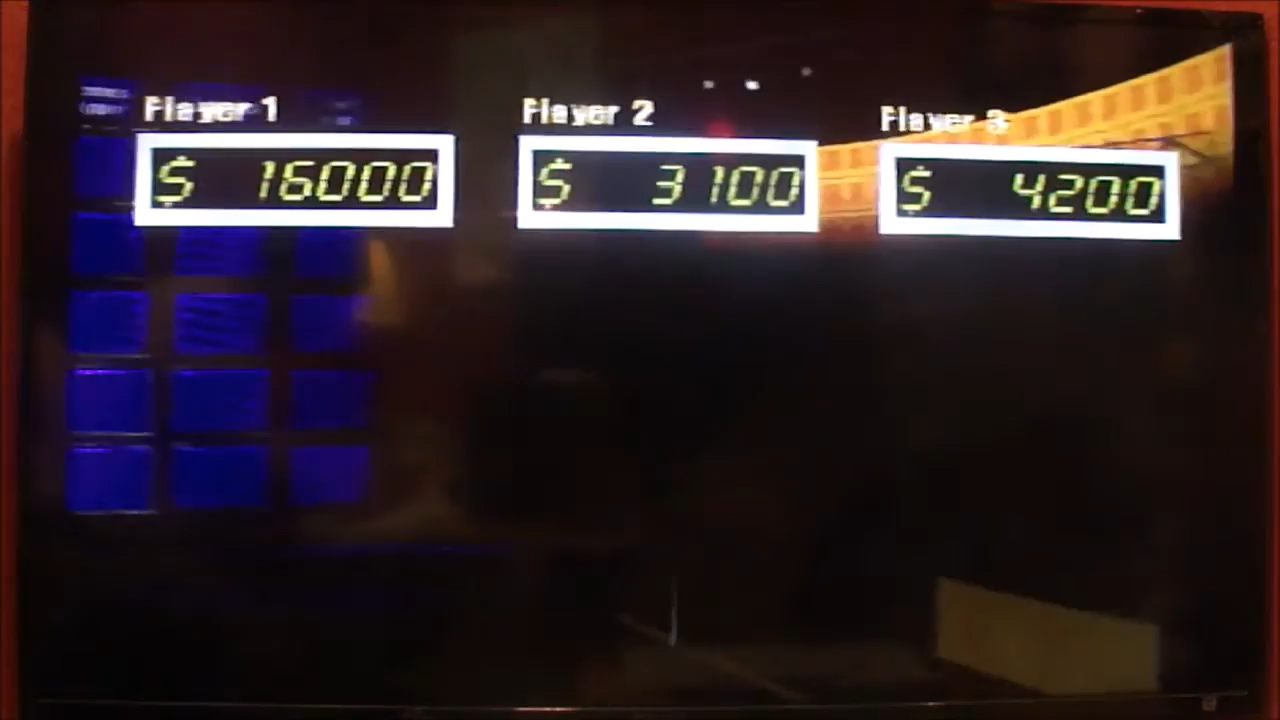 Player 1
Player 2
Player 3
$ 16000
$ 3100
$ 4200